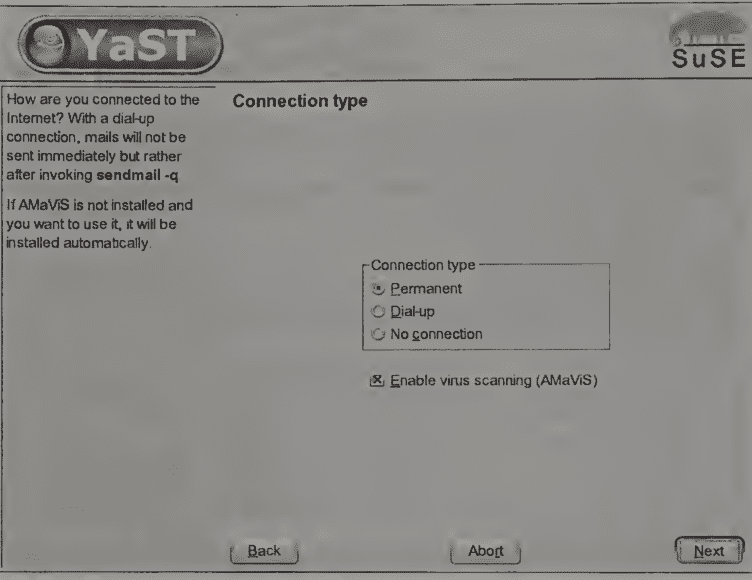 YaST
SuSE
How are you connected to the
Internet? With a dial-up
connection, mails will not be
sent immediately but rather
after invoking sendmail -q
If AMaViS is not installed and
you want to use it, it will be
installed automatically.
Connection type
Connection type
Permanent
Dial-up
No connection
Enable virus scanning (AMaViS)
Back
Abort
Next